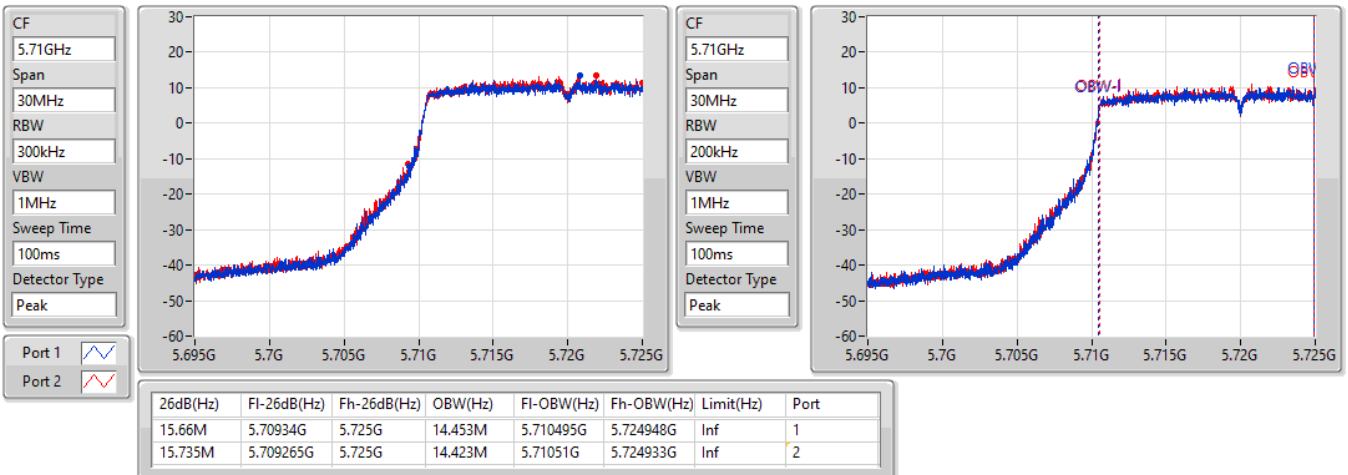 CF
5.71GHz
Span
30MHz
RBW
300kHz
VBW
1MHz
Sweep Time
100ms
Detector Type
Peak
Port 1
Port 2
30
20
10
0
-10
-20
-30
-40
-50
-60
5.695G 5.7G 5.705G 5.71G 5.715G 5.72G 5.725G
CF
5.71GHz
Span
30MHz
RBW
200kHz
VBW
1MHz
Sweep Time
100ms
Detector Type
Peak
30
20
10
0
-10
-20
-30
-40
-50
-60
OBW-l
OBW
5.695G 5.7G 5.705G 5.71G 5.715G 5.72G 5.725G
26dB(Hz) Fl-26dB(Hz) Fh-26dB(Hz) OBW(Hz) Fl-OBW(Hz) Fh-OBW(Hz) Limit(Hz) Port
15.66M 5.70934G 5.725G 14.453M 5.710495G 5.724948G Inf 1
15.735M 5.709265G 5.725G 14.423M 5.71051G 5.724933G Inf 2